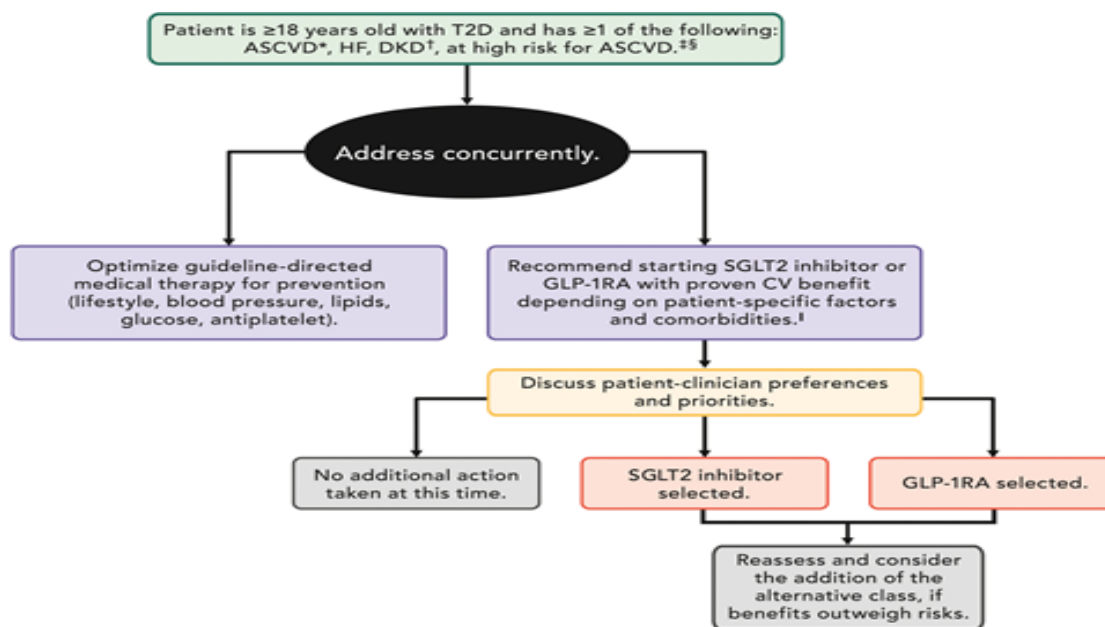 Patient is ≥18 years old with T2D and has ≥1 of the following:
ASCVD*, HF, DKD†, at high risk for ASCVD.‡§
Address concurrently.
Optimize guideline-directed
medical therapy for prevention
(lifestyle, blood pressure, lipids,
glucose, antiplatelet).
Recommend starting SGLT2 inhibitor or
GLP-1RA with proven CV benefit
depending on patient-specific factors
and comorbidities.‖
Discuss patient-clinician preferences
and priorities.
No additional action
taken at this time.
SGLT2 inhibitor
selected.
GLP-1RA selected.
Reassess and consider
the addition of the
alternative class, if
benefits outweigh risks.